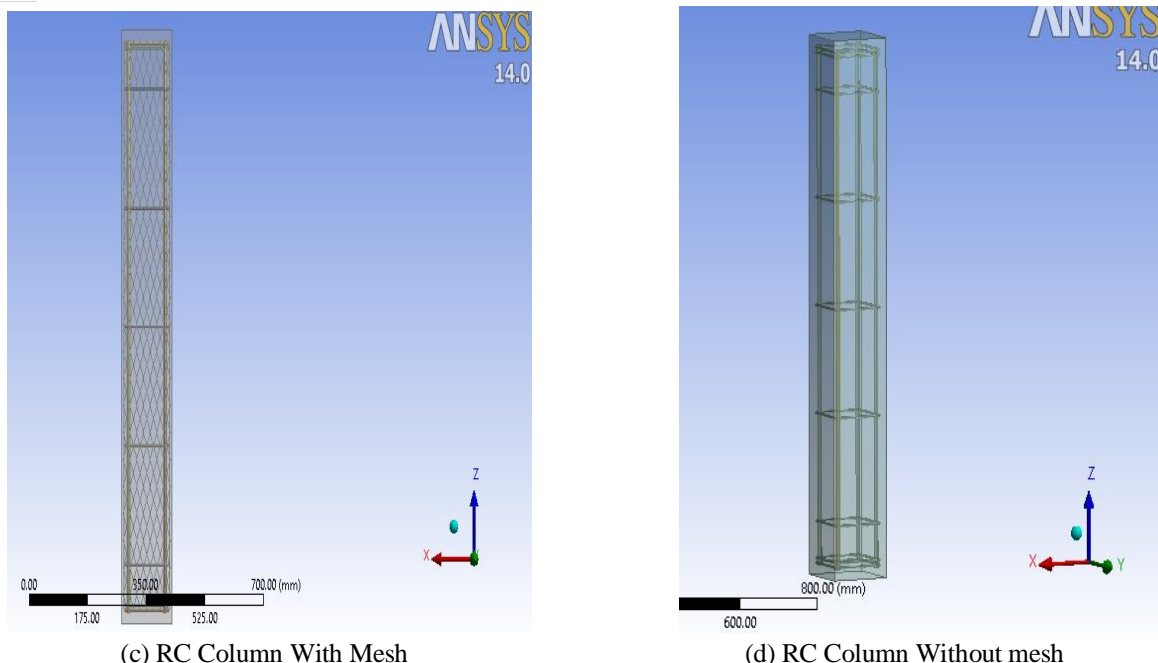 ANSYS
14.0
Z
X
0.00
350.00
700.00 (mm)
175.00
525.00
(c) RC Column With Mesh
ANSYS
14.0
Z
X
Y
800.00 (mm)
600.00
(d) RC Column Without mesh